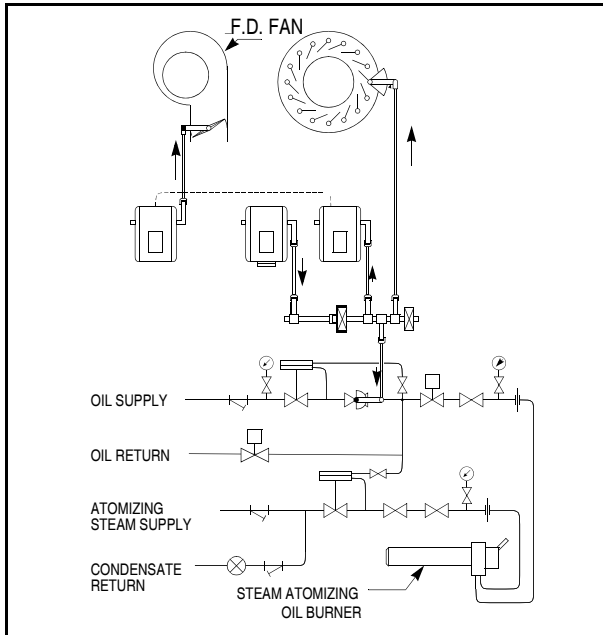 F.D. FAN
OIL SUPPLY
OIL RETURN
ATOMIZING
STEAM SUPPLY
CONDENSATE
RETURN
STEAM ATOMIZING
OIL BURNER